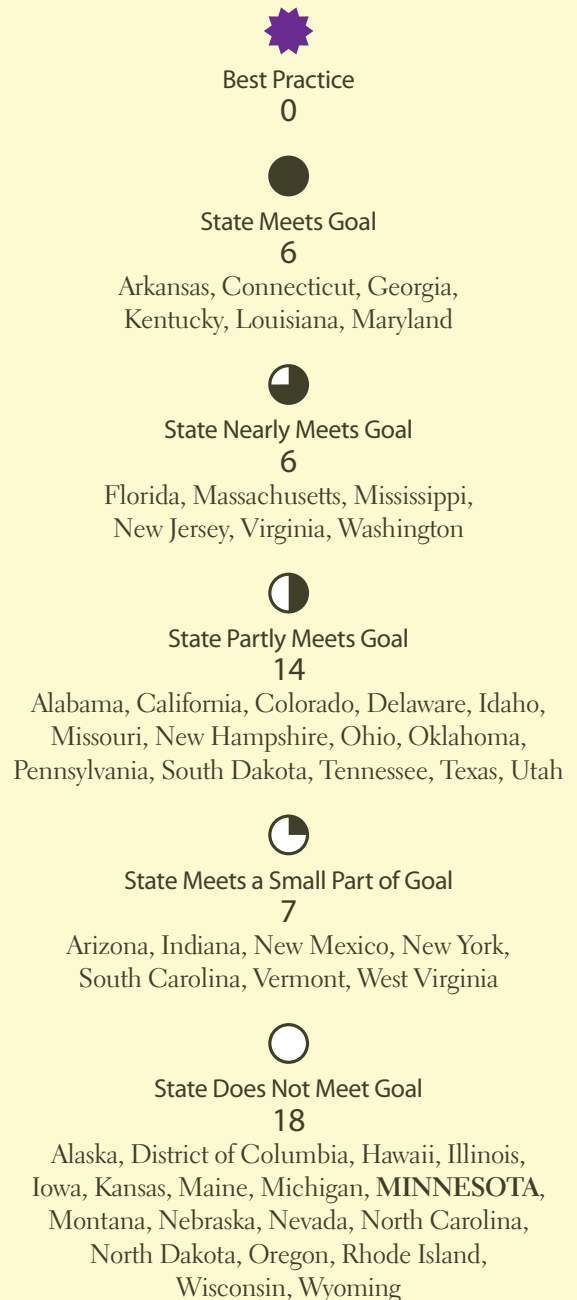 Best Practice
0
State Meets Goal
6
Arkansas, Connecticut, Georgia,
Kentucky, Louisiana, Maryland
State Nearly Meets Goal
6
Florida, Massachusetts, Mississippi,
New Jersey, Virginia, Washington
State Partly Meets Goal
14
Alabama, California, Colorado, Delaware, Idaho,
Missouri, New Hampshire, Ohio, Oklahoma,
Pennsylvania, South Dakota, Tennessee, Texas, Utah
State Meets a Small Part of Goal
7
Arizona, Indiana, New Mexico, New York,
South Carolina, Vermont, West Virginia
State Does Not Meet Goal
18
Alaska, District of Columbia, Hawaii, Illinois,
Iowa, Kansas, Maine, Michigan, MINNESOTA,
Montana, Nebraska, Nevada, North Carolina,
North Dakota, Oregon, Rhode Island,
Wisconsin, Wyoming